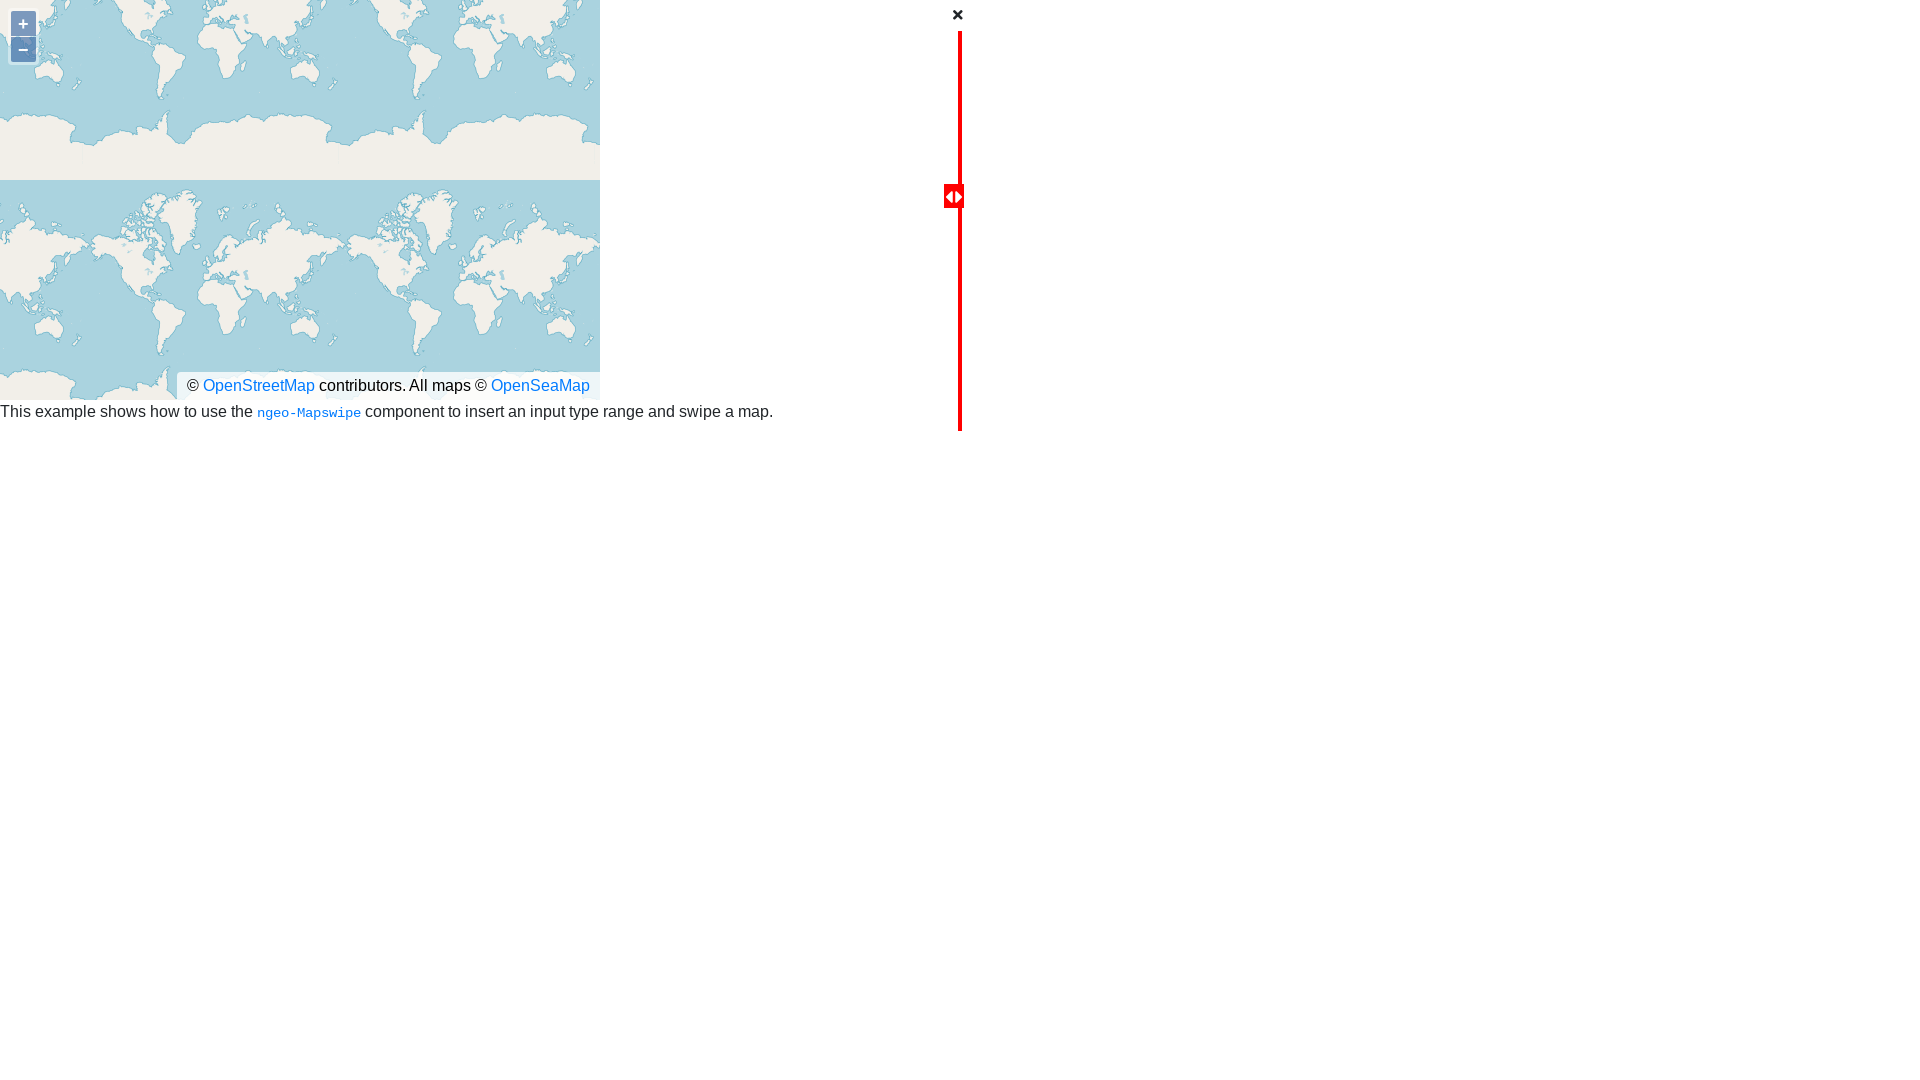 +
−
© OpenStreetMap contributors. All maps © OpenSeaMap
This example shows how to use the ngeo-Mapswipe component to insert an input type range and swipe a map.